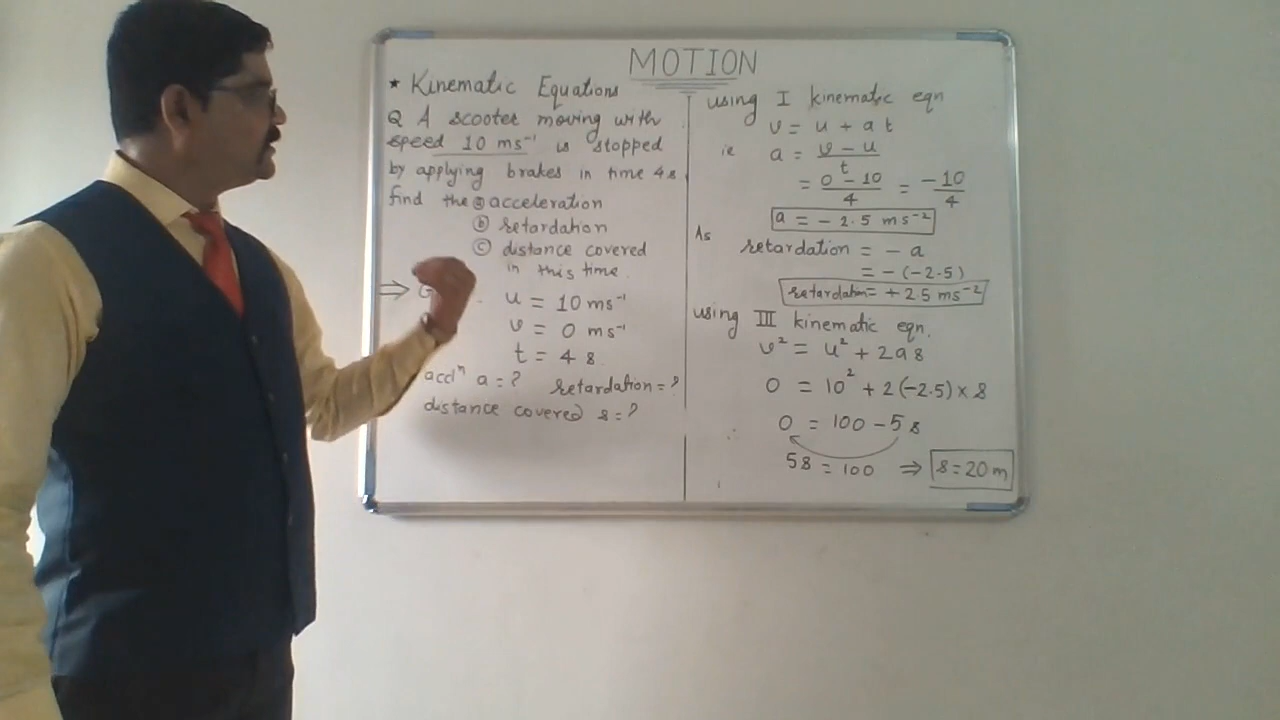 MOTION
★ Kinematic Equations
Q A scooter moving with
speed 10 ms⁻¹ is stopped
by applying brakes in time 4s.
find the ⓐ acceleration
ⓑ retardation
ⓒ distance covered
in this time.
⇒
u = 10 ms⁻¹
v = 0 ms⁻¹
t = 4 s.
accⁿ a = ? retardation = ?
distance covered s = ?
using I kinematic eqn
v = u + a t
ie a = v - u / t
= 0 - 10 / 4 = -10 / 4
a = - 2.5 ms⁻²
As retardation = - a
= - (-2.5)
retardation = + 2.5 ms⁻²
using III kinematic eqn.
v² = u² + 2as
0 = 10² + 2(-2.5) × s
0 = 100 - 5s
5s = 100 ⇒ s = 20 m